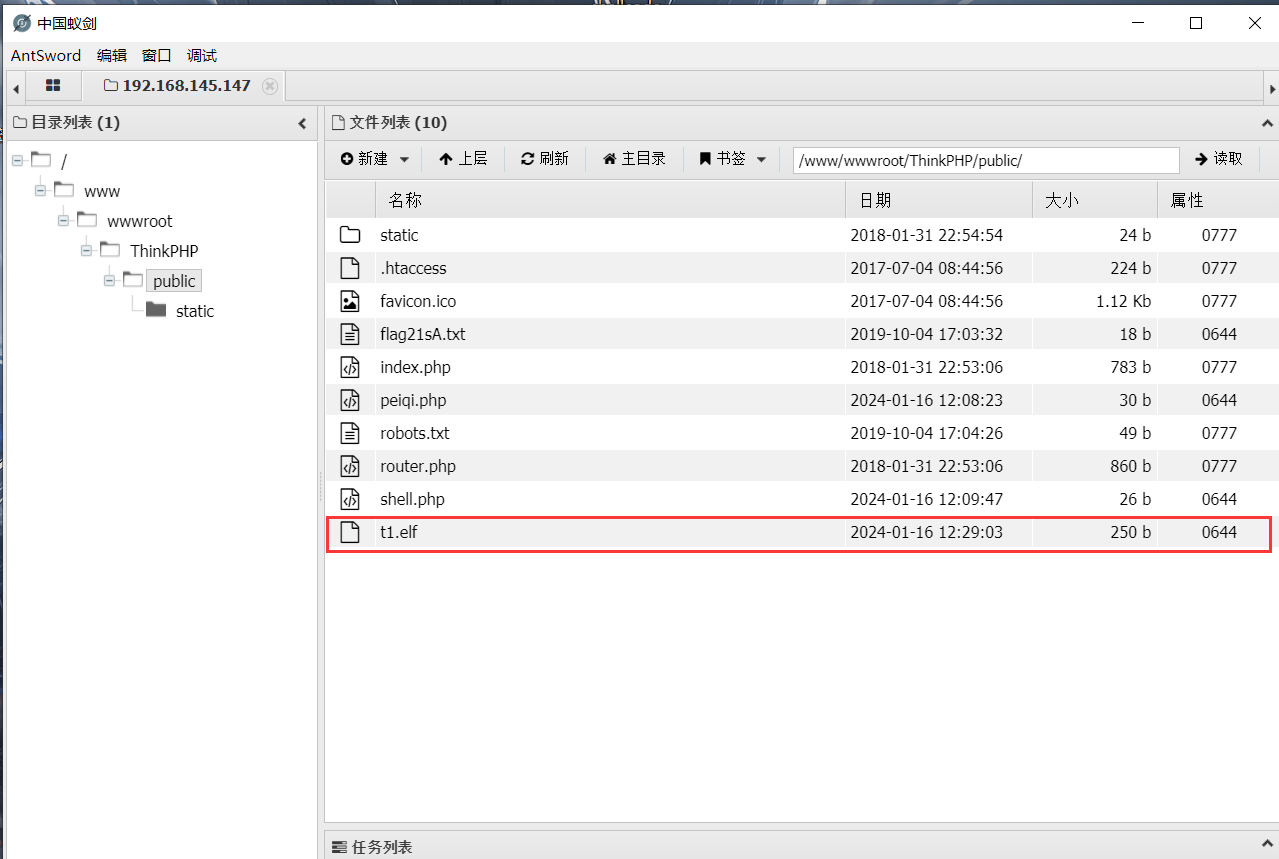 中国蚁剑
AntSword 编辑 窗口 调试
192.168.145.147
目录列表 (1)
/
www
wwwroot
ThinkPHP
public
static
文件列表 (10)
新建 上层 刷新 主目录 书签 /www/wwwroot/ThinkPHP/public/ 读取
名称 日期 大小 属性
static 2018-01-31 22:54:54 24 b 0777
.htaccess 2017-07-04 08:44:56 224 b 0777
favicon.ico 2017-07-04 08:44:56 1.12 Kb 0777
flag21sA.txt 2019-10-04 17:03:32 18 b 0644
index.php 2018-01-31 22:53:06 783 b 0777
peiqi.php 2024-01-16 12:08:23 30 b 0644
robots.txt 2019-10-04 17:04:26 49 b 0777
router.php 2018-01-31 22:53:06 860 b 0777
shell.php 2024-01-16 12:09:47 26 b 0644
t1.elf 2024-01-16 12:29:03 250 b 0644
任务列表